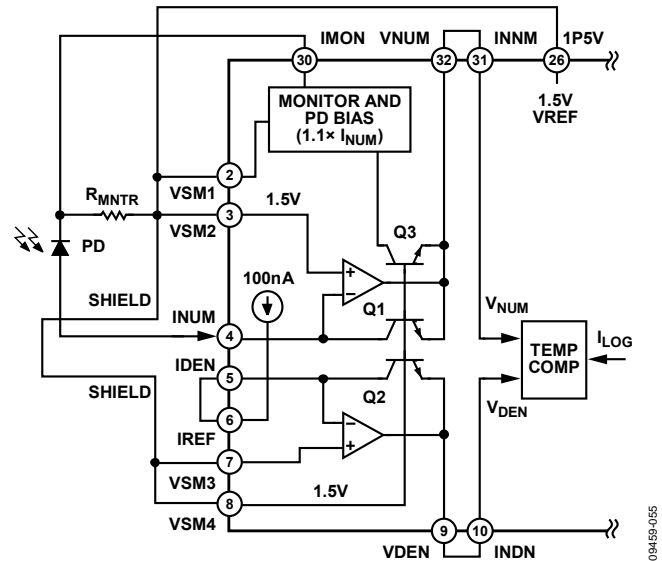 IMON VNUM INNM 1P5V
30 32 31 26
MONITOR AND
PD BIAS
(1.1× INUM)
1.5V
VREF
2
VSM1
RMNTR
1.5V
3
VSM2
Q3
PD
100nA
+
–
SHIELD
INUM
4
Q1
VNUM
IDEN
5
TEMP
COMP
ILOG
SHIELD
Q2
VDEN
6
IREF
–
+
7
VSM3
1.5V
8
VSM4
9 10
VDEN INDN
09459-055